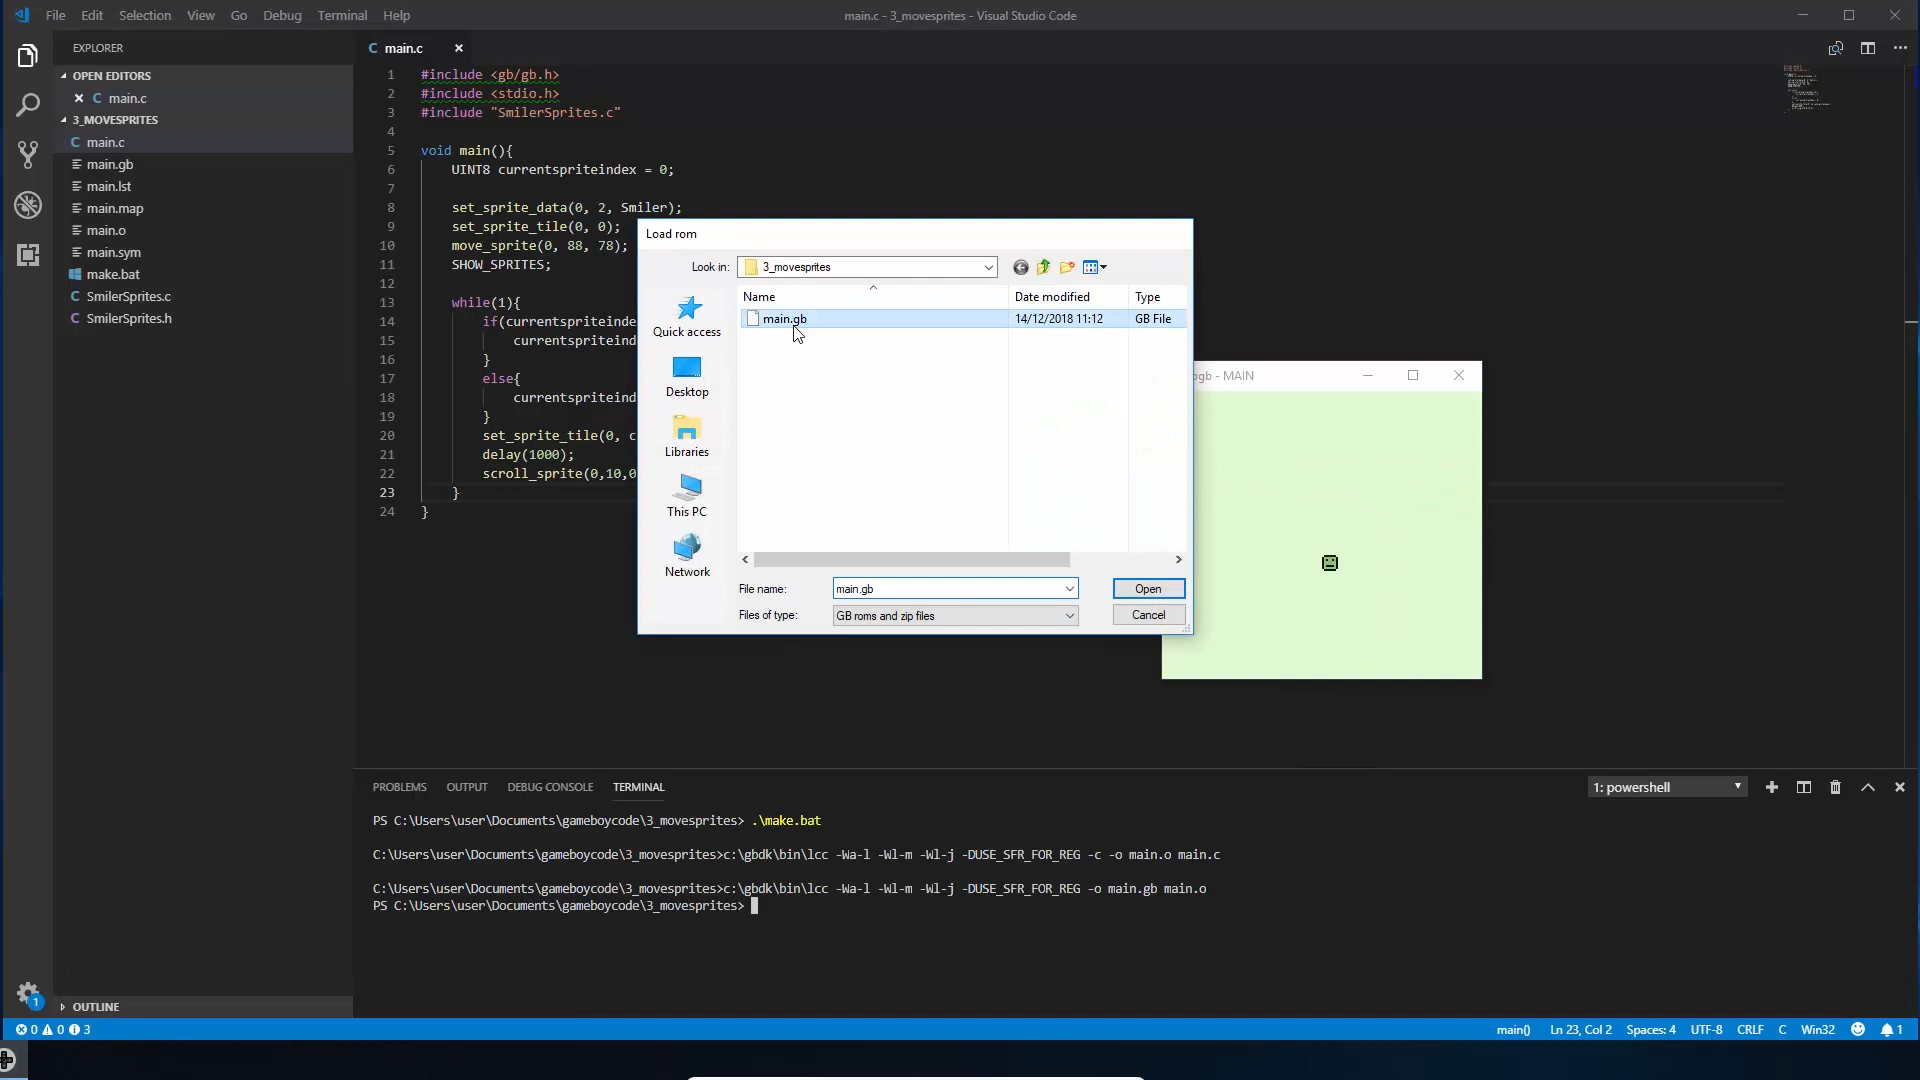 File Edit Selection View Go Debug Terminal Help
main.c - 3_movesprites - Visual Studio Code
EXPLORER
OPEN EDITORS
main.c
3_MOVESPRITES
C main.c
main.gb
main.lst
main.map
main.o
main.sym
make.bat
C SmilerSprites.c
C SmilerSprites.h
OUTLINE
C main.c
1 #include <gb/gb.h>
2 #include <stdio.h>
3 #include "SmilerSprites.c"
4
5 void main(){
6 UINT8 currentspriteindex = 0;
7
8 set_sprite_data(0, 2, Smiler);
9 set_sprite_tile(0, 0);
10 move_sprite(0, 88, 78);
11 SHOW_SPRITES;
12
13 while(1){
14 if(currentspriteinde
15 currentspriteind
16 }
17 else{
18 currentspriteind
19 }
20 set_sprite_tile(0, c
21 delay(1000);
22 scroll_sprite(0,10,0
23 }
24 }
Load rom
Look in: 3_movesprites
Name Date modified Type
main.gb 14/12/2018 11:12 GB File
Quick access
Desktop
Libraries
This PC
Network
File name: main.gb Open
Files of type: GB roms and zip files Cancel
gb - MAIN
PROBLEMS OUTPUT DEBUG CONSOLE TERMINAL
1: powershell
PS C:\Users\user\Documents\gameboycode\3_movesprites> .\make.bat
C:\Users\user\Documents\gameboycode\3_movesprites>c:\gbdk\bin\lcc -Wa-l -Wl-m -Wl-j -DUSE_SFR_FOR_REG -c -o main.o main.c
C:\Users\user\Documents\gameboycode\3_movesprites>c:\gbdk\bin\lcc -Wa-l -Wl-m -Wl-j -DUSE_SFR_FOR_REG -o main.gb main.o
PS C:\Users\user\Documents\gameboycode\3_movesprites>
1
0 0 3
main() Ln 23, Col 2 Spaces: 4 UTF-8 CRLF C Win32 1